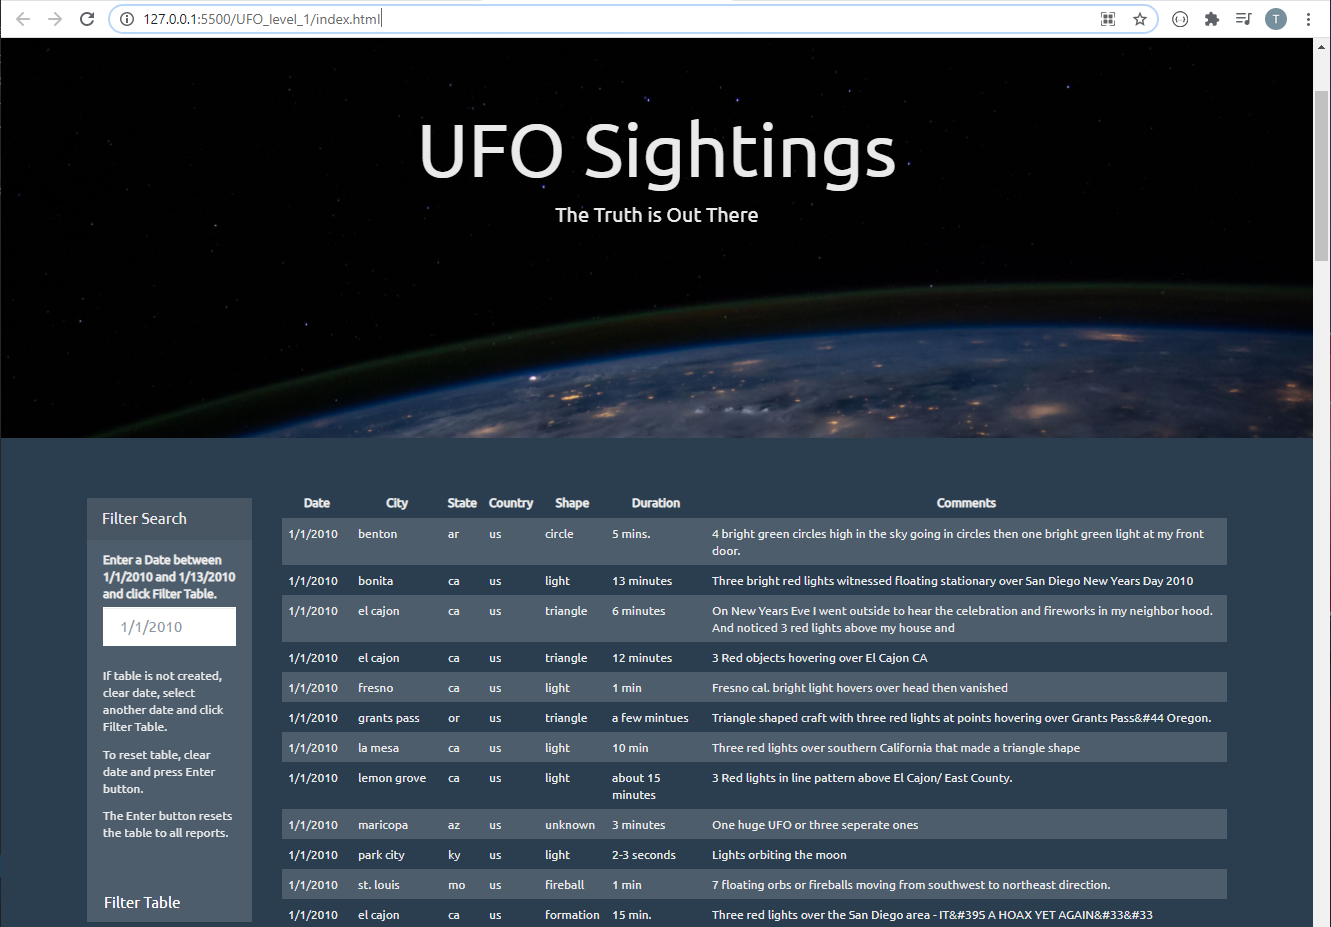 127.0.0.1:5500/UFO_level_1/index.html
T
UFO Sightings
The Truth is Out There
Filter Search
Enter a Date between
1/1/2010 and 1/13/2010
and click Filter Table.
1/1/2010
If table is not created,
clear date, select
another date and click
Filter Table.
To reset table, clear
date and press Enter
button.
The Enter button resets
the table to all reports.
Filter Table
Date City State Country Shape Duration Comments
1/1/2010 benton ar us circle 5 mins. 4 bright green circles high in the sky going in circles then one bright green light at my front
door.
1/1/2010 bonita ca us light 13 minutes Three bright red lights witnessed floating stationary over San Diego New Years Day 2010
1/1/2010 el cajon ca us triangle 6 minutes On New Years Eve I went outside to hear the celebration and fireworks in my neighbor hood.
And noticed 3 red lights above my house and
1/1/2010 el cajon ca us triangle 12 minutes 3 Red objects hovering over El Cajon CA
1/1/2010 fresno ca us light 1 min Fresno cal. bright light hovers over head then vanished
1/1/2010 grants pass or us triangle a few mintues Triangle shaped craft with three red lights at points hovering over Grants Pass&#44 Oregon.
1/1/2010 la mesa ca us light 10 min Three red lights over southern California that made a triangle shape
1/1/2010 lemon grove ca us light about 15 3 Red lights in line pattern above El Cajon/ East County.
minutes
1/1/2010 maricopa az us unknown 3 minutes One huge UFO or three seperate ones
1/1/2010 park city ky us light 2-3 seconds Lights orbiting the moon
1/1/2010 st. louis mo us fireball 1 min 7 floating orbs or fireballs moving from southwest to northeast direction.
1/1/2010 el cajon ca us formation 15 min. Three red lights over the San Diego area - IT&#395 A HOAX YET AGAIN&#33&#33